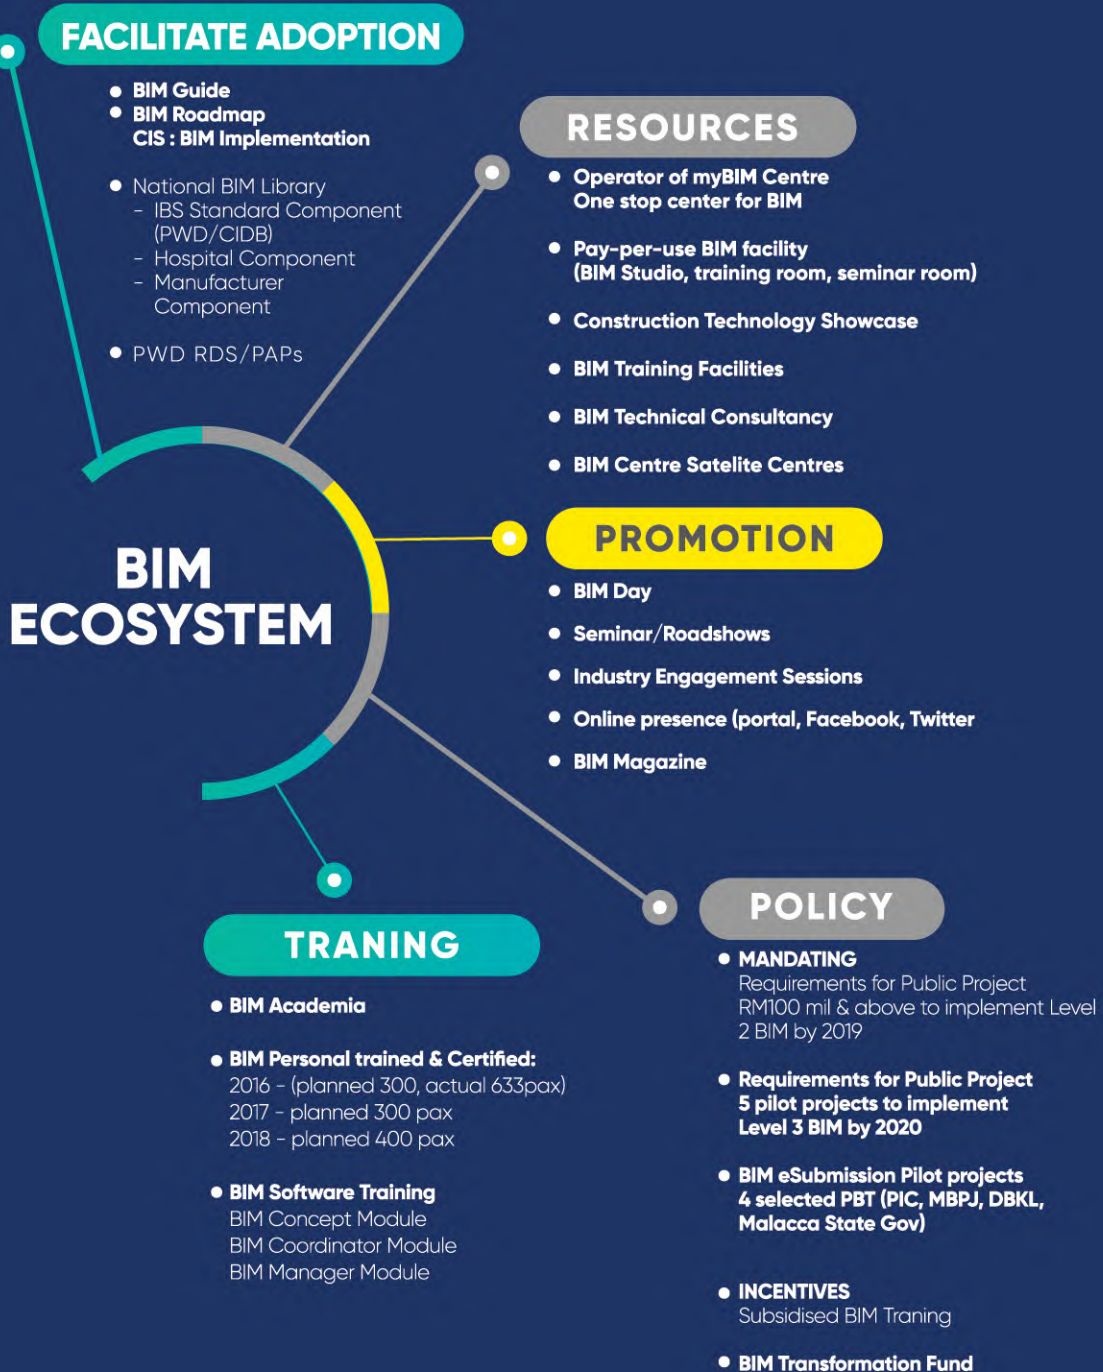 FACILITATE ADOPTION
BIM Guide
BIM Roadmap
CIS : BIM Implementation
National BIM Library
- IBS Standard Component
(PWD/CIDB)
- Hospital Component
- Manufacturer
Component
PWD RDS/PAPs
RESOURCES
Operator of myBIM Centre
One stop center for BIM
Pay-per-use BIM facility
(BIM Studio, training room, seminar room)
Construction Technology Showcase
BIM Training Facilities
BIM Technical Consultancy
BIM Centre Satelite Centres
BIM
ECOSYSTEM
PROMOTION
BIM Day
Seminar/Roadshows
Industry Engagement Sessions
Online presence (portal, Facebook, Twitter
BIM Magazine
TRANING
BIM Academia
BIM Personal trained & Certified:
2016 - (planned 300, actual 633pax)
2017 - planned 300 pax
2018 - planned 400 pax
BIM Software Training
BIM Concept Module
BIM Coordinator Module
BIM Manager Module
POLICY
MANDATING
Requirements for Public Project
RM100 mil & above to implement Level
2 BIM by 2019
Requirements for Public Project
5 pilot projects to implement
Level 3 BIM by 2020
BIM eSubmission Pilot projects
4 selected PBT (PIC, MBPJ, DBKL,
Malacca State Gov)
INCENTIVES
Subsidised BIM Traning
BIM Transformation Fund